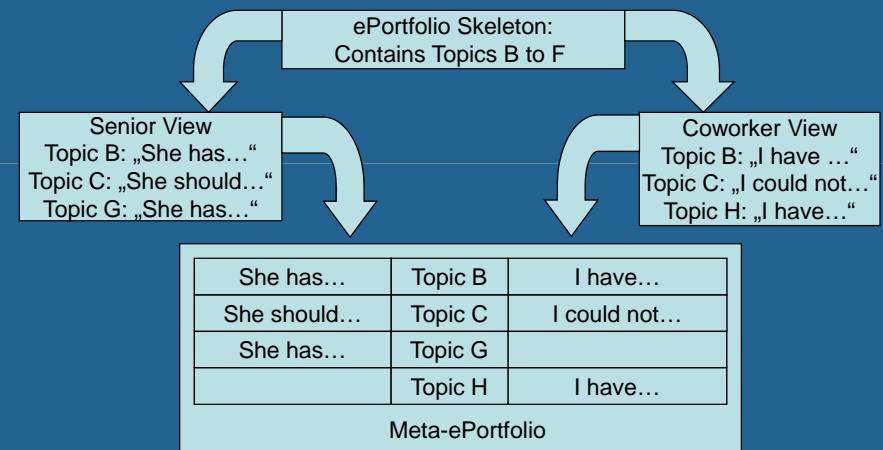 ePortfolio Skeleton:
Contains Topics B to F
Senior View
Topic B: „She has…“
Topic C: „She should…“
Topic G: „She has…“
Coworker View
Topic B: „I have …“
Topic C: „I could not…“
Topic H: „I have…“
She has… Topic B I have…
She should… Topic C I could not…
She has… Topic G
Topic H I have…
Meta-ePortfolio